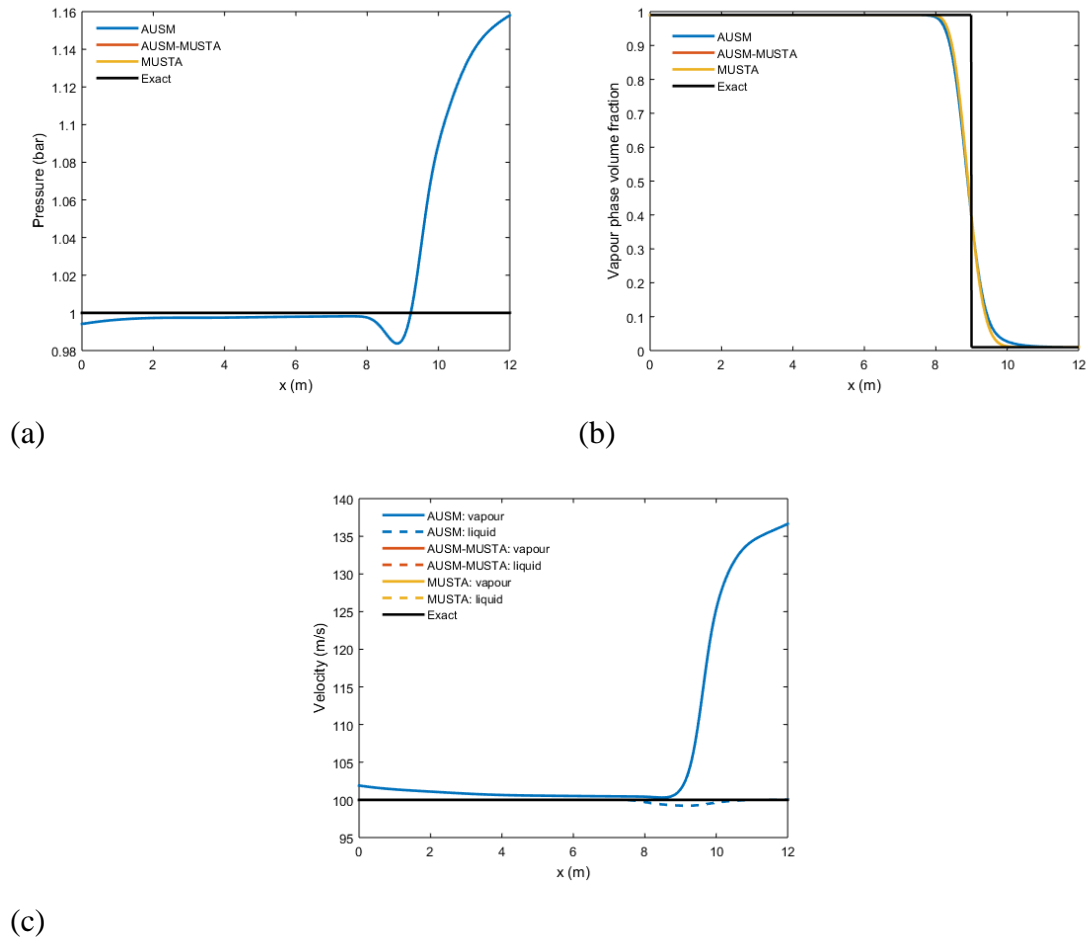 1.16
1.14
1.12
1.1
1.08
1.06
1.04
1.02
1
0.98
Pressure (bar)
AUSM
AUSM-MUSTA
MUSTA
Exact
0 2 4 6 8 10 12
x (m)
(a)
1
0.9
0.8
0.7
0.6
0.5
0.4
0.3
0.2
0.1
0
Vapour phase volume fraction
AUSM
AUSM-MUSTA
MUSTA
Exact
0 2 4 6 8 10 12
x (m)
(b)
140
135
130
125
120
115
110
105
100
95
Velocity (m/s)
AUSM: vapour
AUSM: liquid
AUSM-MUSTA: vapour
AUSM-MUSTA: liquid
MUSTA: vapour
MUSTA: liquid
Exact
0 2 4 6 8 10 12
x (m)
(c)